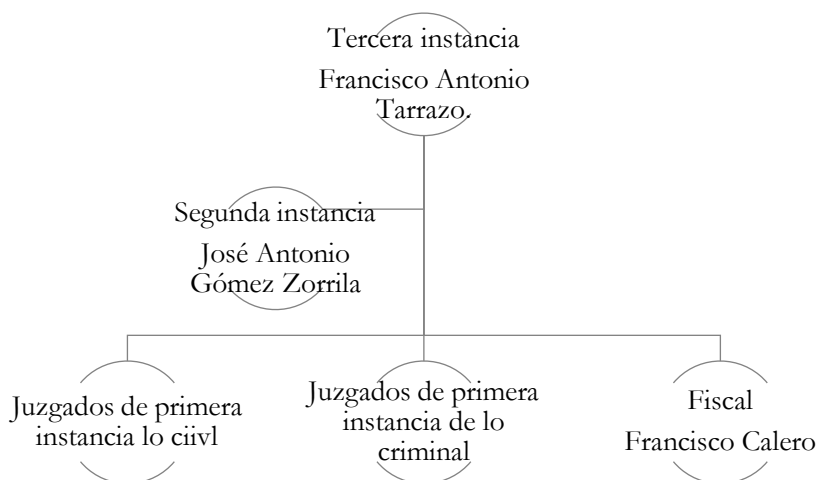 Tercera instancia
Francisco Antonio
Tarrazo.
Segunda instancia
José Antonio
Gómez Zorrila
Juzgados de primera
instancia lo ciivl
Juzgados de primera
instancia de lo
criminal
Fiscal
Francisco Calero